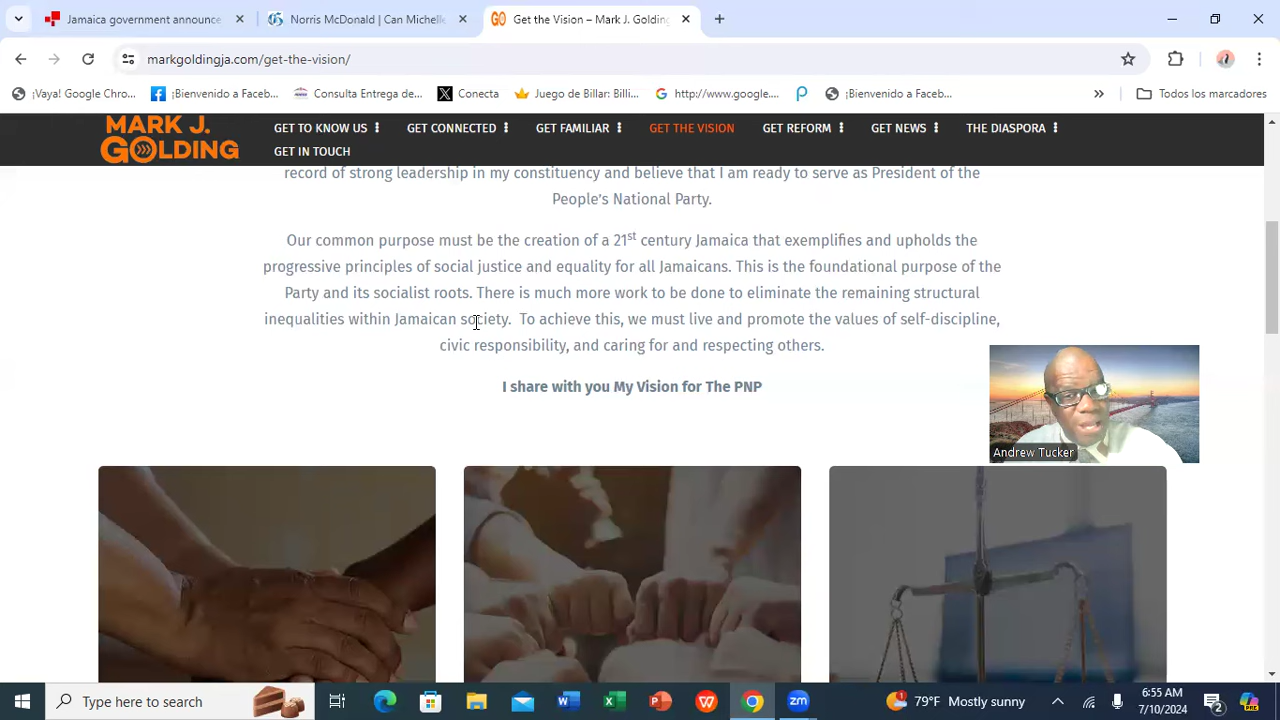 Jamaica government announce
Norris McDonald | Can Michelle
Get the Vision – Mark J. Golding
markgoldingja.com/get-the-vision/
¡Vaya! Google Chro...
¡Bienvenido a Faceb...
Consulta Entrega de...
Conecta
Juego de Billar: Billi...
http://www.google....
¡Bienvenido a Faceb...
Todos los marcadores
MARK J.
GOLDING
GET TO KNOW US
GET CONNECTED
GET FAMILIAR
GET THE VISION
GET REFORM
GET NEWS
THE DIASPORA
GET IN TOUCH
record of strong leadership in my constituency and believe that I am ready to serve as President of the
People's National Party.
Our common purpose must be the creation of a 21st century Jamaica that exemplifies and upholds the
progressive principles of social justice and equality for all Jamaicans. This is the foundational purpose of the
Party and its socialist roots. There is much more work to be done to eliminate the remaining structural
inequalities within Jamaican society. To achieve this, we must live and promote the values of self-discipline,
civic responsibility, and caring for and respecting others.
I share with you My Vision for The PNP
Andrew Tucker
Type here to search
79°F Mostly sunny
6:55 AM
7/10/2024